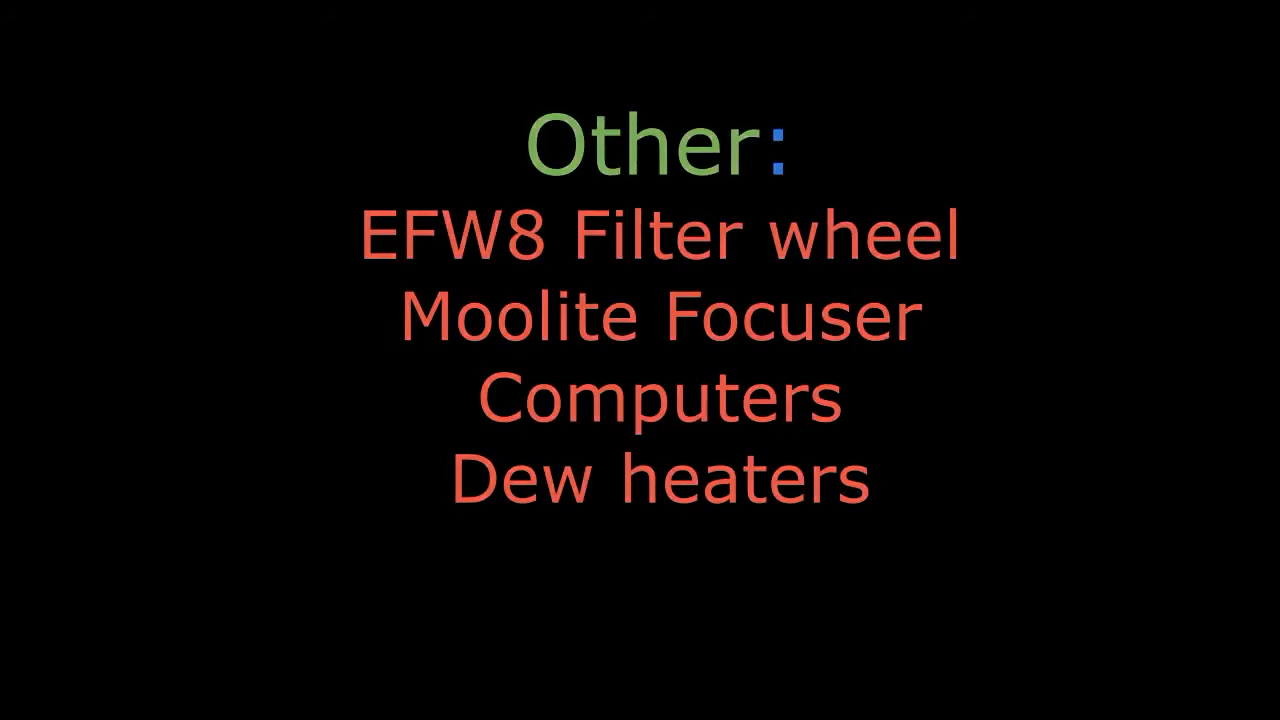 Other:
EFW8 Filter wheel
Moolite Focuser
Computers
Dew heaters